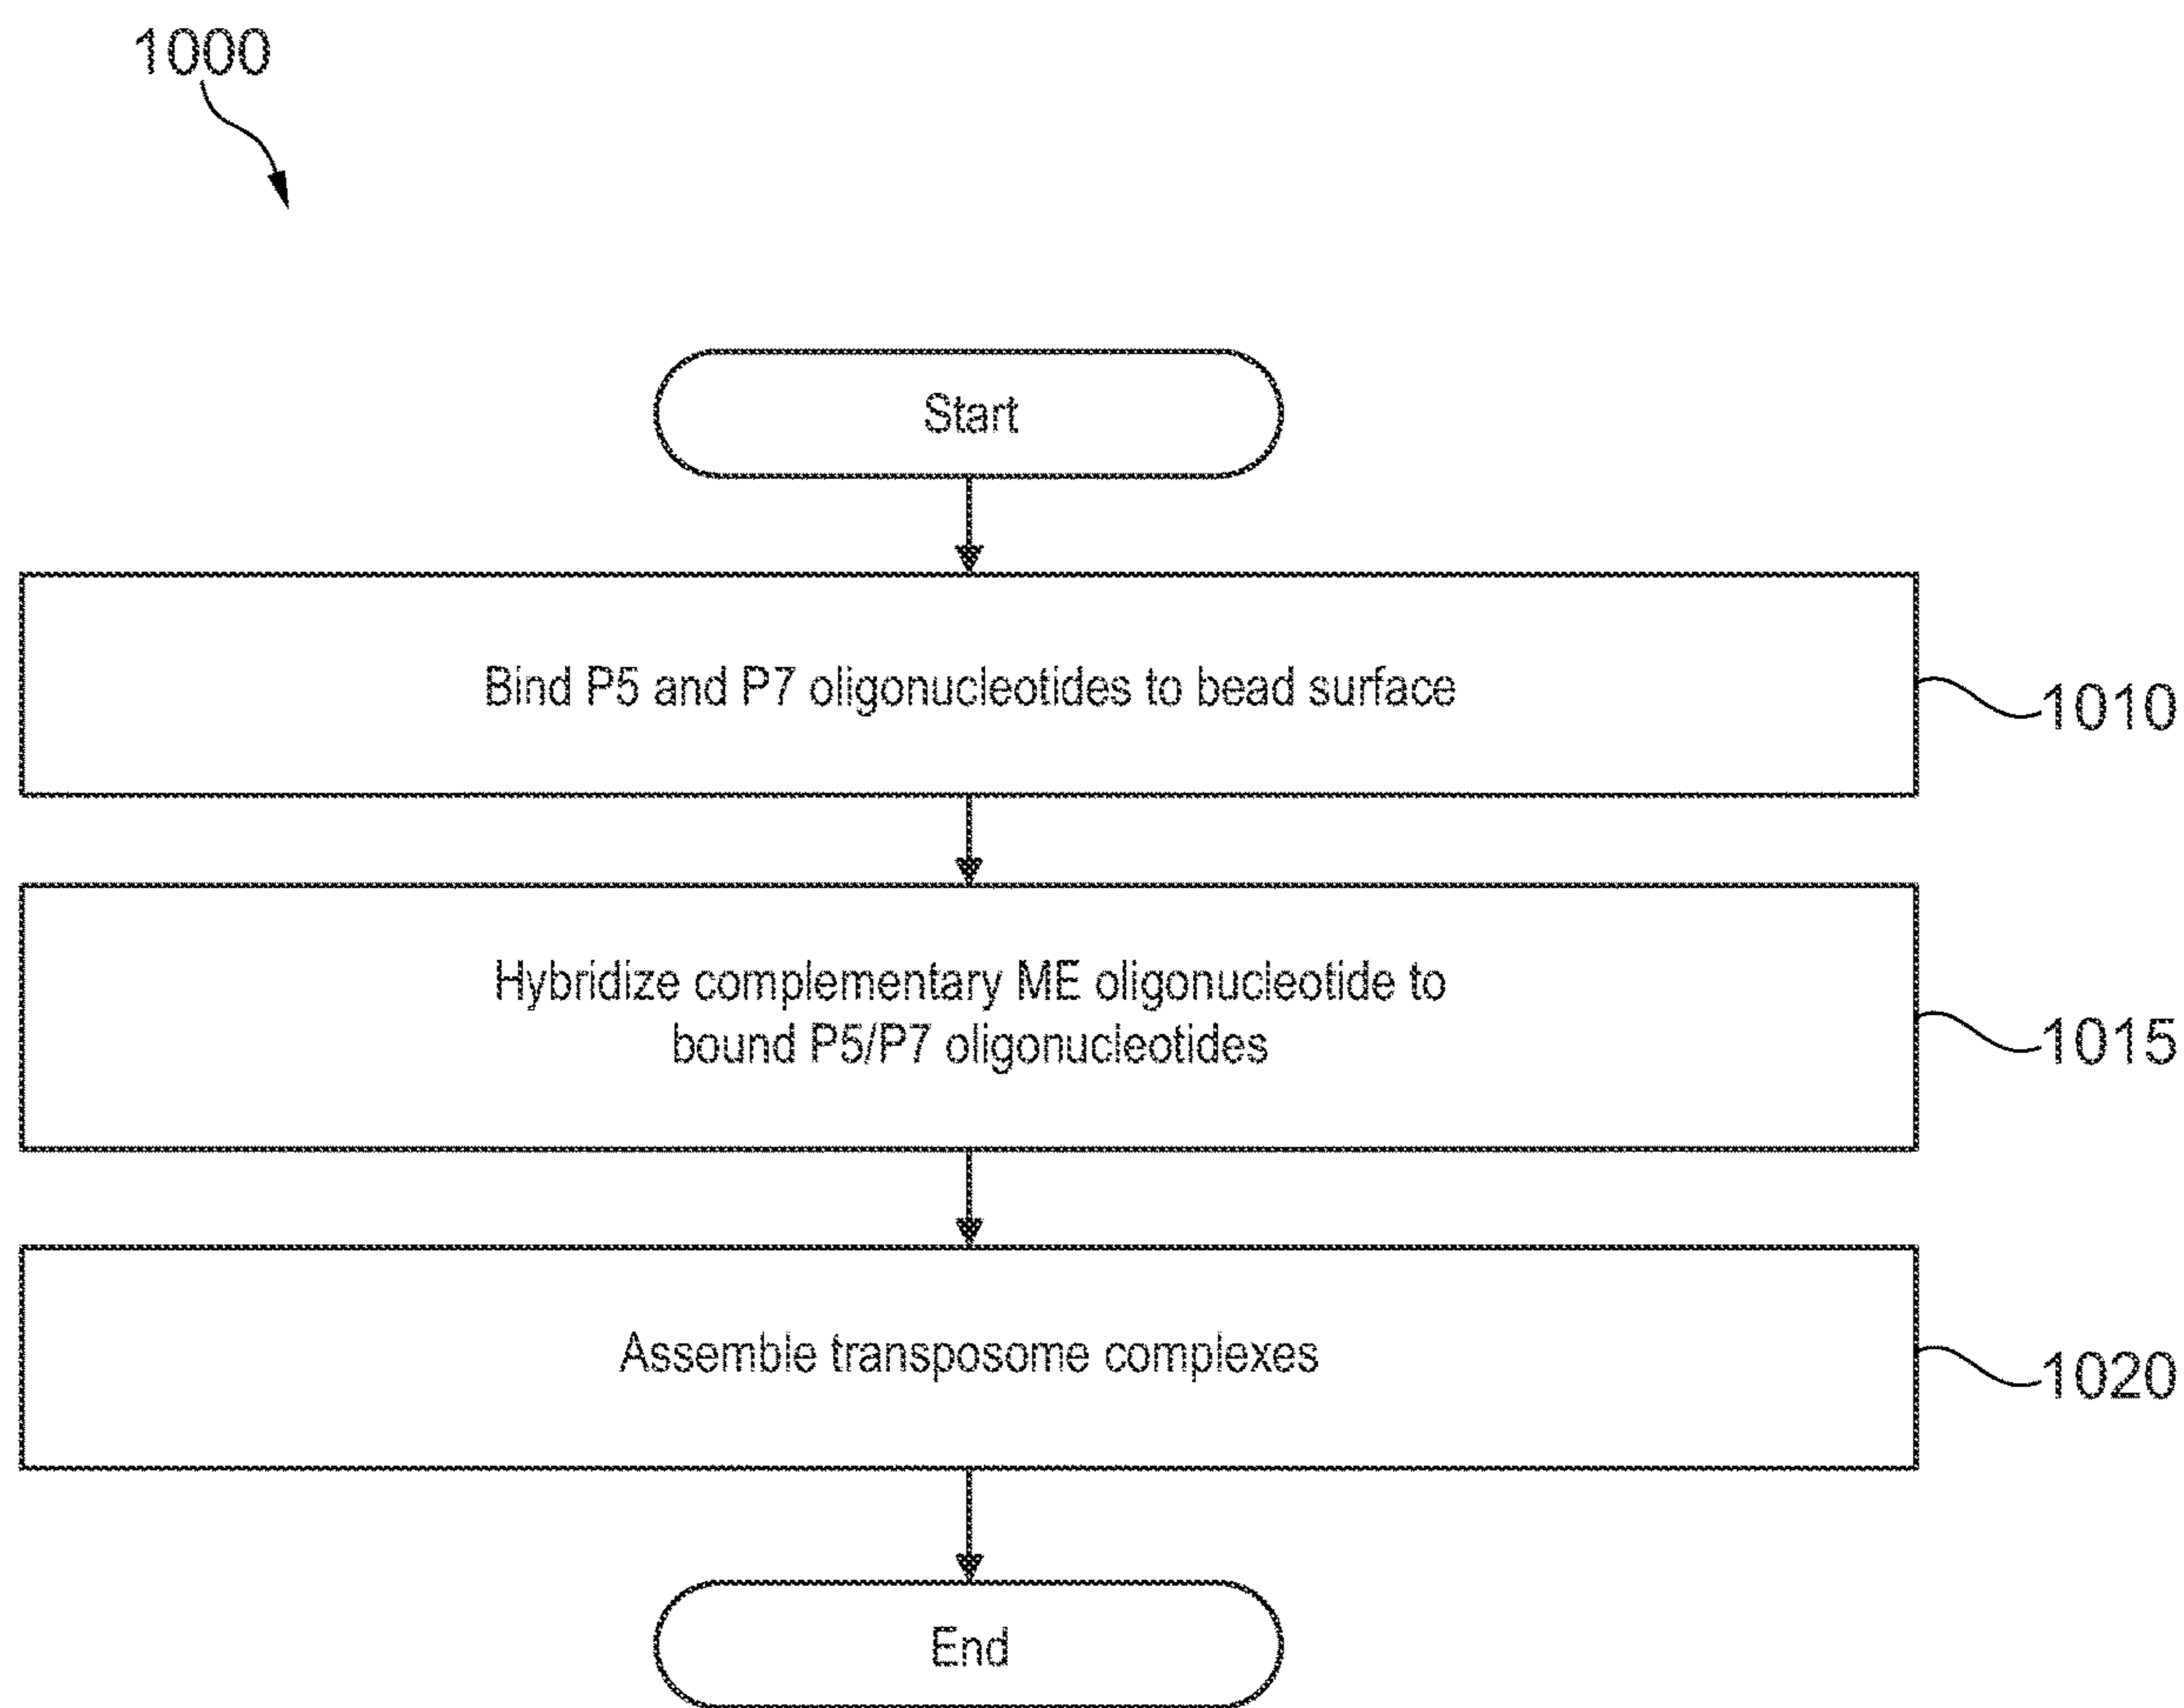 1000
Start
Bind P5 and P7 oligonucleotides to bead surface
1010
Hybridize complementary ME oligonucleotide to
bound P5/P7 oligonucleotides
1015
Assemble transposome complexes
1020
End